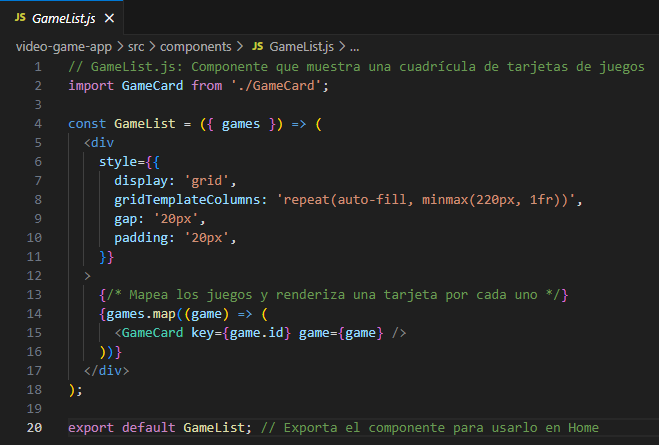 JS GameList.js ×
video-game-app > src > components > JS GameList.js > ...
1 // GameList.js: Componente que muestra una cuadrícula de tarjetas de juegos
2 import GameCard from './GameCard';
3
4 const GameList = ({ games }) => (
5   <div
6     style={{
7       display: 'grid',
8       gridTemplateColumns: 'repeat(auto-fill, minmax(220px, 1fr))',
9       gap: '20px',
10       padding: '20px',
11     }}
12   >
13     {/* Mapea los juegos y renderiza una tarjeta por cada uno */}
14     {games.map((game) => (
15       <GameCard key={game.id} game={game} />
16     ))}
17   </div>
18 );
19
20 export default GameList; // Exporta el componente para usarlo en Home